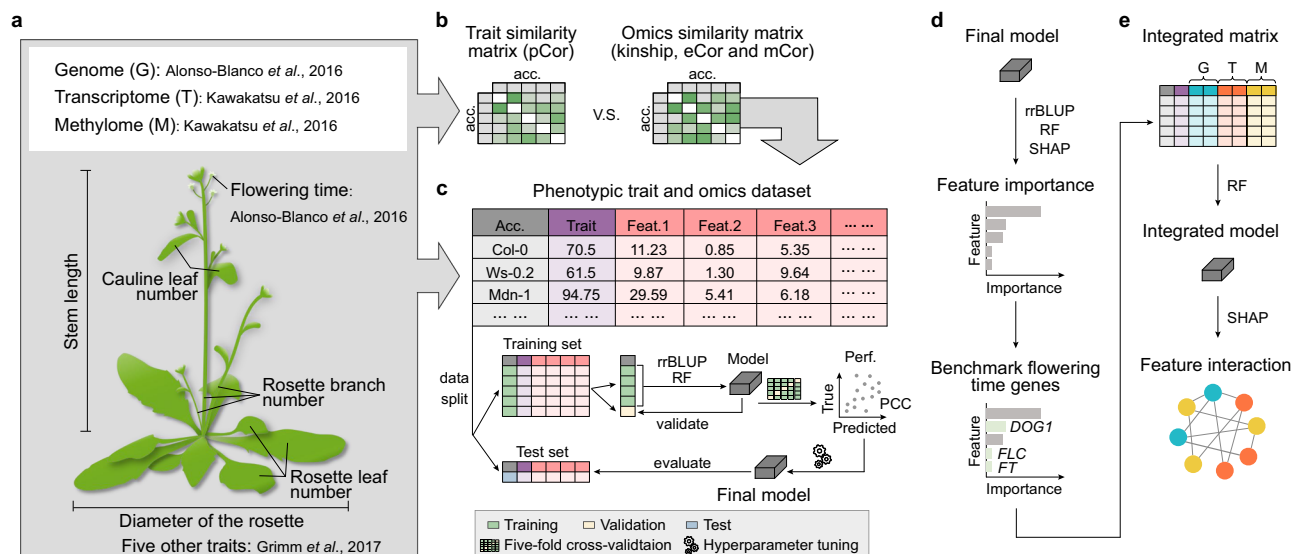 a
Genome (G): Alonso-Blanco et al., 2016
Transcriptome (T): Kawakatsu et al., 2016
Methylome (M): Kawakatsu et al., 2016
Flowering time:
Alonso-Blanco et al., 2016
Cauline leaf
number
Stem length
Rosette branch
number
Rosette leaf
number
Diameter of the rosette
Five other traits: Grimm et al., 2017
b
Trait similarity
matrix (pCor)
acc.
acc.
V.S.
Omics similarity matrix
(kinship, eCor and mCor)
acc.
acc.
c
Phenotypic trait and omics dataset
Acc. Trait Feat.1 Feat.2 Feat.3 ... ...
Col-0 70.5 11.23 0.85 5.35 ... ...
Ws-0.2 61.5 9.87 1.30 9.64 ... ...
Mdn-1 94.75 29.59 5.41 6.18 ... ...
... ... ... ... ... ... ... ... ... ... ... ...
data
split
Training set
rrBLUP
RF
validate
Model
Perf.
True
PCC
Predicted
Test set
evaluate
Final model
Training Validation Test
Five-fold cross-validtaion Hyperparameter tuning
d
Final model
rrBLUP
RF
SHAP
Feature importance
Feature
Importance
Benchmark flowering
time genes
Feature
DOG1
FLC
FT
Importance
e
Integrated matrix
G T M
RF
Integrated model
SHAP
Feature interaction